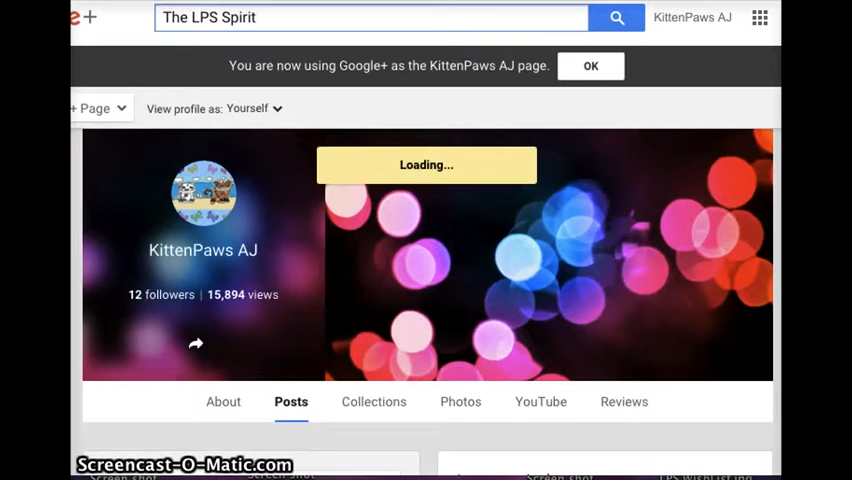 e+ The LPS Spirit KittenPaws AJ
You are now using Google+ as the KittenPaws AJ page. OK
+ Page View profile as: Yourself
Loading...
KittenPaws AJ
12 followers | 15,894 views
About Posts Collections Photos YouTube Reviews
Screencast-O-Matic.com